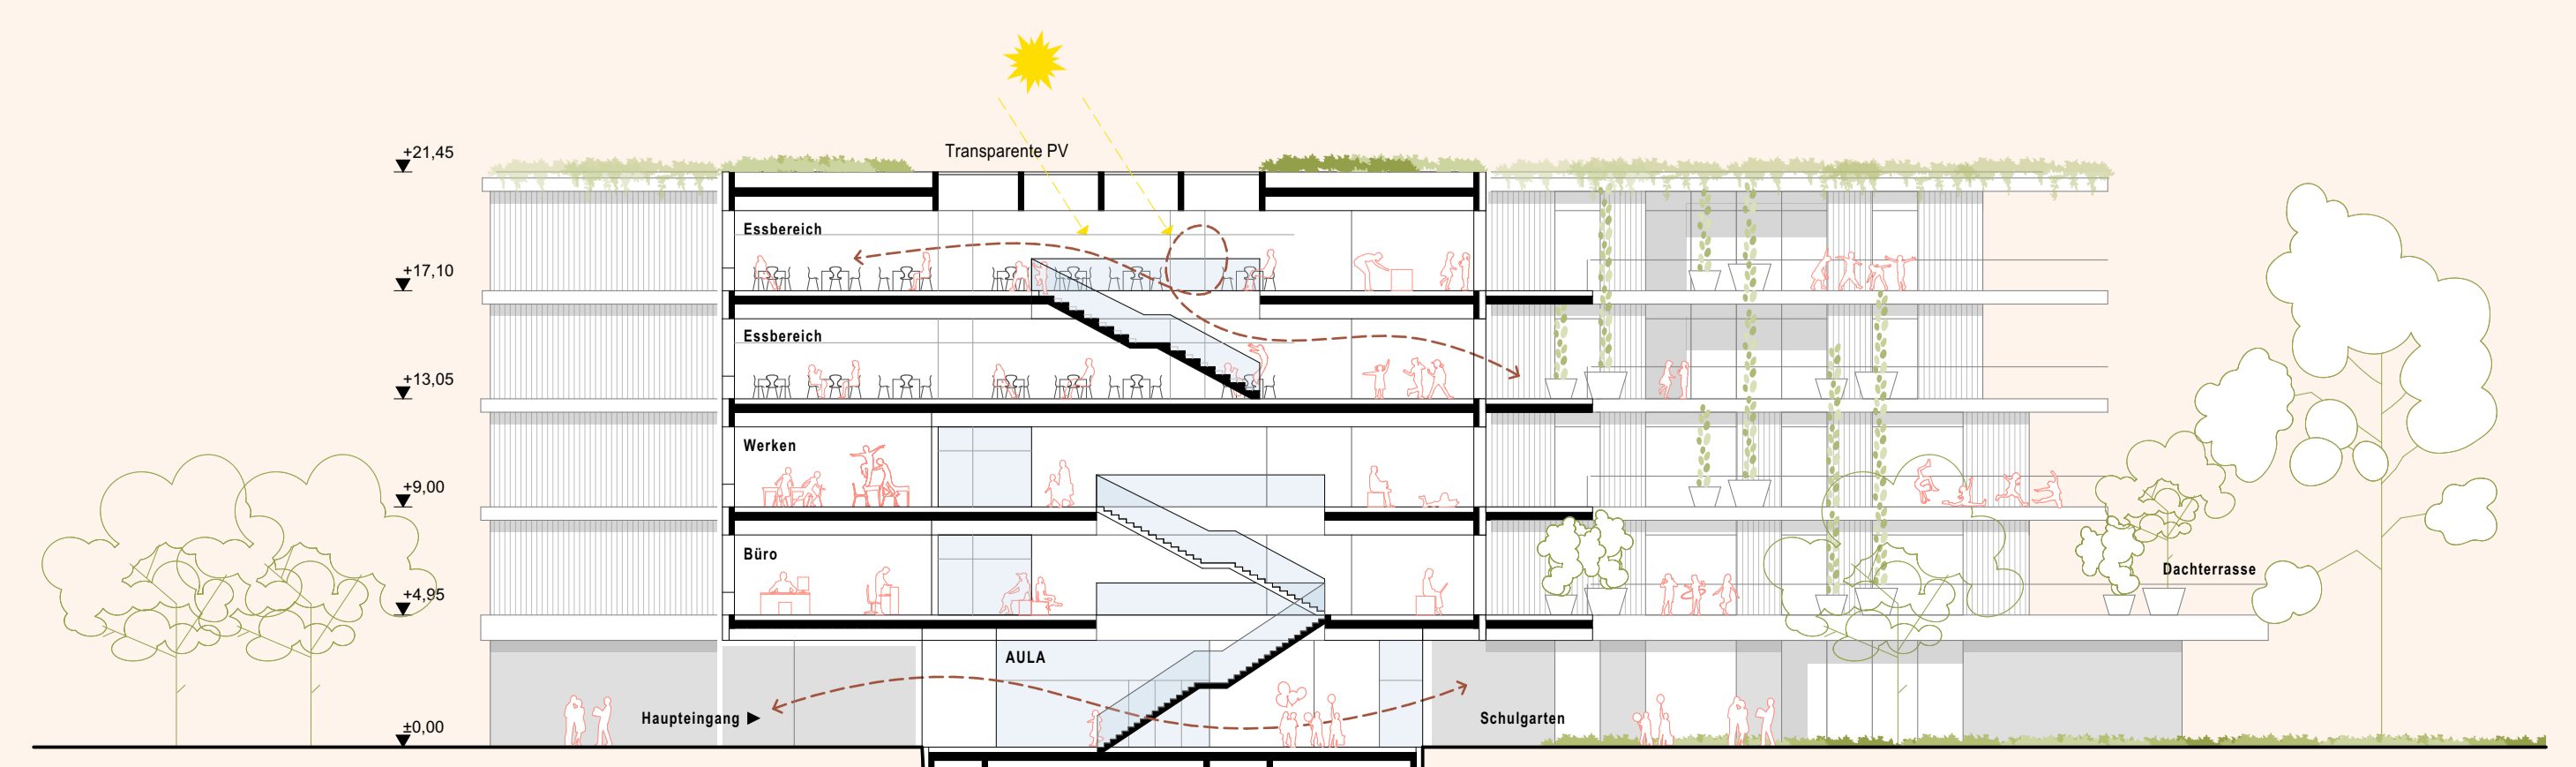 +21,45
Transparente PV
Essbereich
+17,10
Essbereich
+13,05
Werken
+9,00
Büro
+4,95
Dachterrasse
AULA
Haupteingang
Schulgarten
±0,00